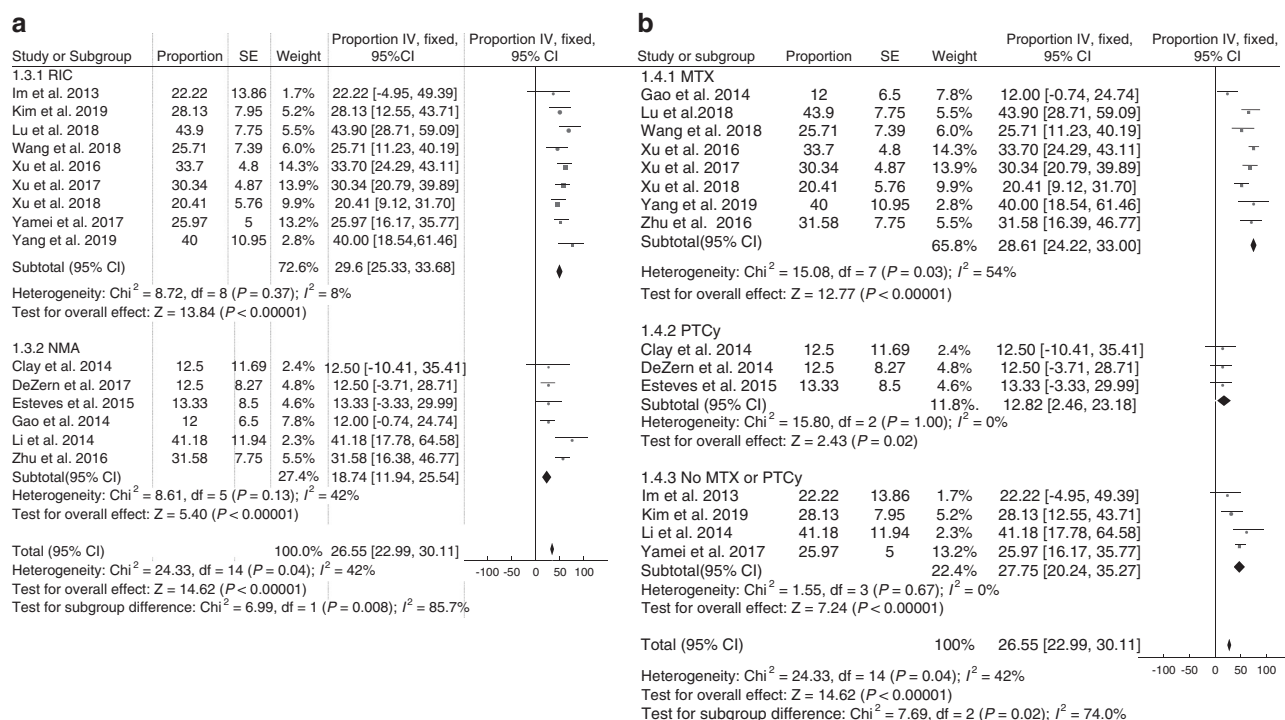 a
Study or Subgroup Proportion SE Weight Proportion IV, fixed, 95%CI Proportion IV, fixed, 95% CI
1.3.1 RIC
Im et al. 2013 22.22 13.86 1.7% 22.22 [-4.95, 49.39]
Kim et al. 2019 28.13 7.95 5.2% 28.13 [12.55, 43.71]
Lu et al. 2018 43.9 7.75 5.5% 43.90 [28.71, 59.09]
Wang et al. 2018 25.71 7.39 6.0% 25.71 [11.23, 40.19]
Xu et al. 2016 33.7 4.8 14.3% 33.70 [24.29, 43.11]
Xu et al. 2017 30.34 4.87 13.9% 30.34 [20.79, 39.89]
Xu et al. 2018 20.41 5.76 9.9% 20.41 [9.12, 31.70]
Yamei et al. 2017 25.97 5 13.2% 25.97 [16.17, 35.77]
Yang et al. 2019 40 10.95 2.8% 40.00 [18.54,61.46]
Subtotal (95% CI) 72.6% 29.6 [25.33, 33.68]
Heterogeneity: Chi² = 8.72, df = 8 (P = 0.37); I² = 8%
Test for overall effect: Z = 13.84 (P < 0.00001)
1.3.2 NMA
Clay et al. 2014 12.5 11.69 2.4% 12.50 [-10.41, 35.41]
DeZern et al. 2017 12.5 8.27 4.8% 12.50 [-3.71, 28.71]
Esteves et al. 2015 13.33 8.5 4.6% 13.33 [-3.33, 29.99]
Gao et al. 2014 12 6.5 7.8% 12.00 [-0.74, 24.74]
Li et al. 2014 41.18 11.94 2.3% 41.18 [17.78, 64.58]
Zhu et al. 2016 31.58 7.75 5.5% 31.58 [16.38, 46.77]
Subtotal(95% CI) 27.4% 18.74 [11.94, 25.54]
Heterogeneity: Chi² = 8.61, df = 5 (P = 0.13); I² = 42%
Test for overall effect: Z = 5.40 (P < 0.00001)
Total (95% CI) 100.0% 26.55 [22.99, 30.11]
Heterogeneity: Chi² = 24.33, df = 14 (P = 0.04); I² = 42%
-100 -50 0 50 100
Test for overall effect: Z = 14.62 (P < 0.00001)
Test for subgroup difference: Chi² = 6.99, df = 1 (P = 0.008); I² = 85.7%
b
Study or subgroup Proportion SE Weight Proportion IV, fixed, 95% CI Proportion IV, fixed, 95% CI
1.4.1 MTX
Gao et al. 2014 12 6.5 7.8% 12.00 [-0.74, 24.74]
Lu et al.2018 43.9 7.75 5.5% 43.90 [28.71, 59.09]
Wang et al. 2018 25.71 7.39 6.0% 25.71 [11.23, 40.19]
Xu et al. 2016 33.7 4.8 14.3% 33.70 [24.29, 43.11]
Xu et al. 2017 30.34 4.87 13.9% 30.34 [20.79, 39.89]
Xu et al. 2018 20.41 5.76 9.9% 20.41 [9.12, 31.70]
Yang et al. 2019 40 10.95 2.8% 40.00 [18.54, 61.46]
Zhu et al. 2016 31.58 7.75 5.5% 31.58 [16.39, 46.77]
Subtotal(95% CI) 65.8% 28.61 [24.22, 33.00]
Heterogeneity: Chi² = 15.08, df = 7 (P = 0.03); I² = 54%
Test for overall effect: Z = 12.77 (P < 0.00001)
1.4.2 PTCy
Clay et al. 2014 12.5 11.69 2.4% 12.50 [-10.41, 35.41]
DeZern et al. 2014 12.5 8.27 4.8% 12.50 [-3.71, 28.71]
Esteves et al. 2015 13.33 8.5 4.6% 13.33 [-3.33, 29.99]
Subtotal (95% CI) 11.8%. 12.82 [2.46, 23.18]
Heterogeneity: Chi² = 15.80, df = 2 (P = 1.00); I² = 0%
Test for overall effect: Z = 2.43 (P = 0.02)
1.4.3 No MTX or PTCy
Im et al. 2013 22.22 13.86 1.7% 22.22 [-4.95, 49.39]
Kim et al. 2019 28.13 7.95 5.2% 28.13 [12.55, 43.71]
Li et al. 2014 41.18 11.94 2.3% 41.18 [17.78, 64.58]
Yamei et al. 2017 25.97 5 13.2% 25.97 [16.17, 35.77]
Subtotal(95% CI) 22.4% 27.75 [20.24, 35.27]
Heterogeneity: Chi² = 1.55, df = 3 (P = 0.67); I² = 0%
Test for overall effect: Z = 7.24 (P < 0.00001)
Total (95% CI) 100% 26.55 [22.99, 30.11]
-100 -50 0 50 100
Heterogeneity: Chi² = 24.33, df = 14 (P = 0.04); I² = 42%
Test for overall effect: Z = 14.62 (P < 0.00001)
Test for subgroup difference: Chi² = 7.69, df = 2 (P = 0.02); I² = 74.0%